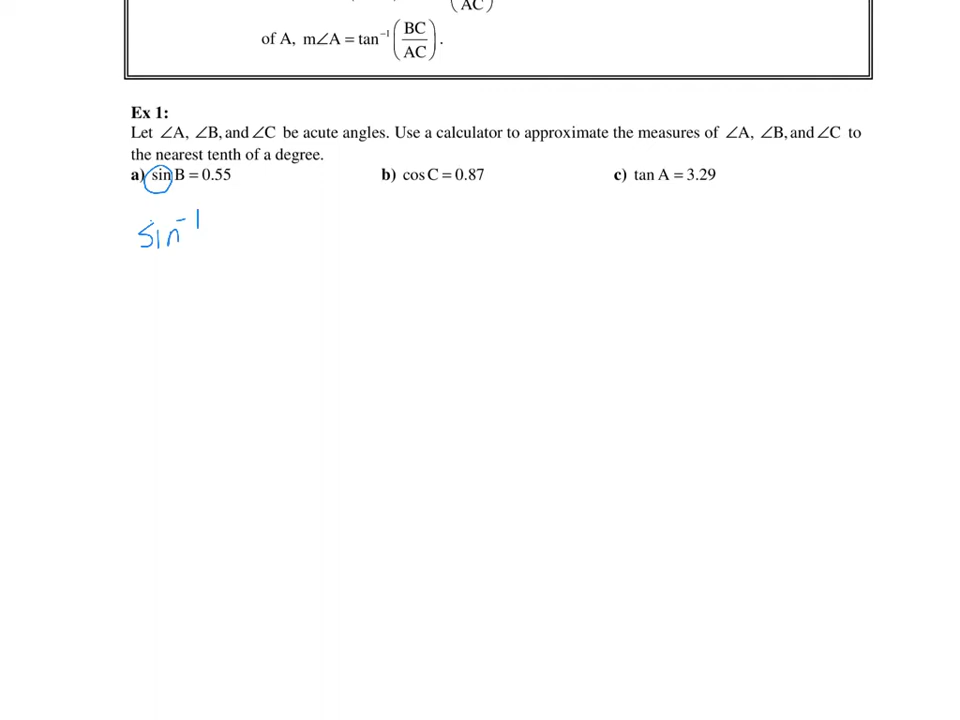 (AC)
of A, m∠A = tan⁻¹(BC/AC).
Ex 1:
Let ∠A, ∠B, and ∠C be acute angles. Use a calculator to approximate the measures of ∠A, ∠B, and ∠C to
the nearest tenth of a degree.
a) sin B = 0.55 b) cos C = 0.87 c) tan A = 3.29
sin⁻¹